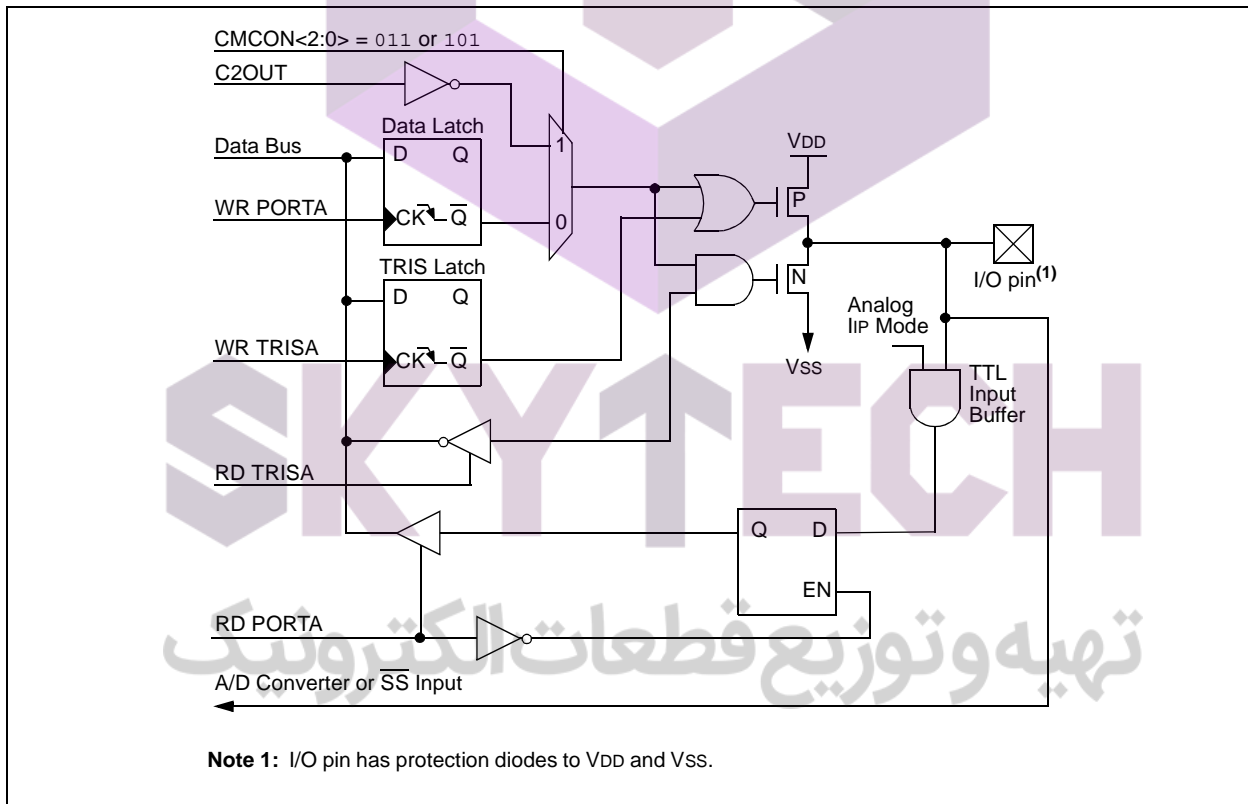 CMCON<2:0> = 011 or 101
C2OUT
Data Latch
Data Bus
D Q
1
VDD
WR PORTA
CK Q̅
0
P
TRIS Latch
D Q
N
I/O pin(1)
Analog
IIP Mode
WR TRISA
CK Q̅
VSS
TTL
Input
Buffer
SKYTECH
RD TRISA
Q D
EN
RD PORTA
تهیه و توزیع قطعات الکترونیک
A/D Converter or S̅S̅ Input
Note 1: I/O pin has protection diodes to VDD and VSS.